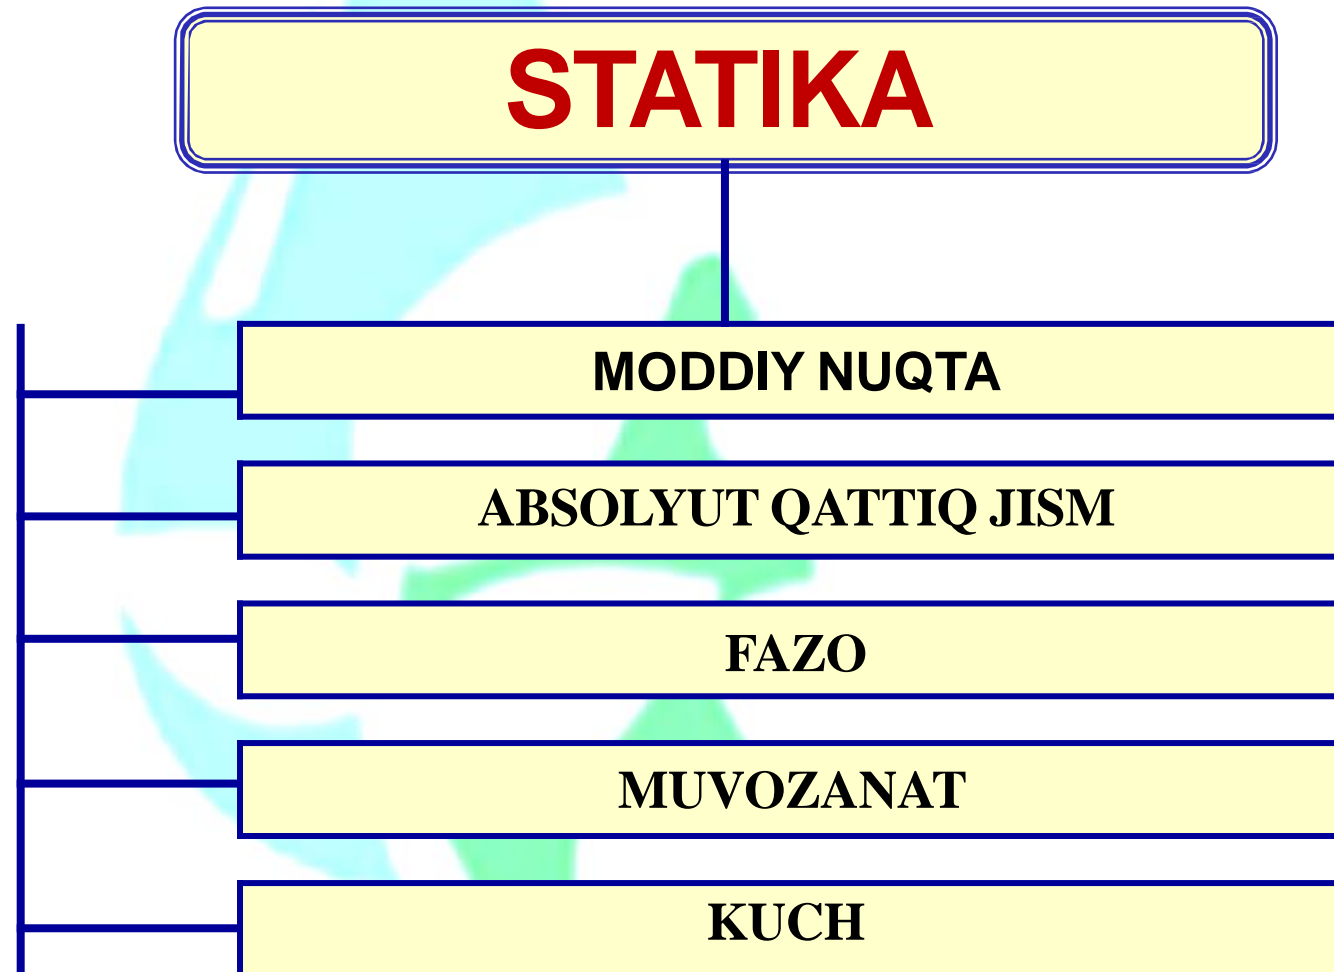 STATIKA
MODDIY NUQTA
ABSOLYUT QATTIQ JISM
FAZO
MUVOZANAT
KUCH